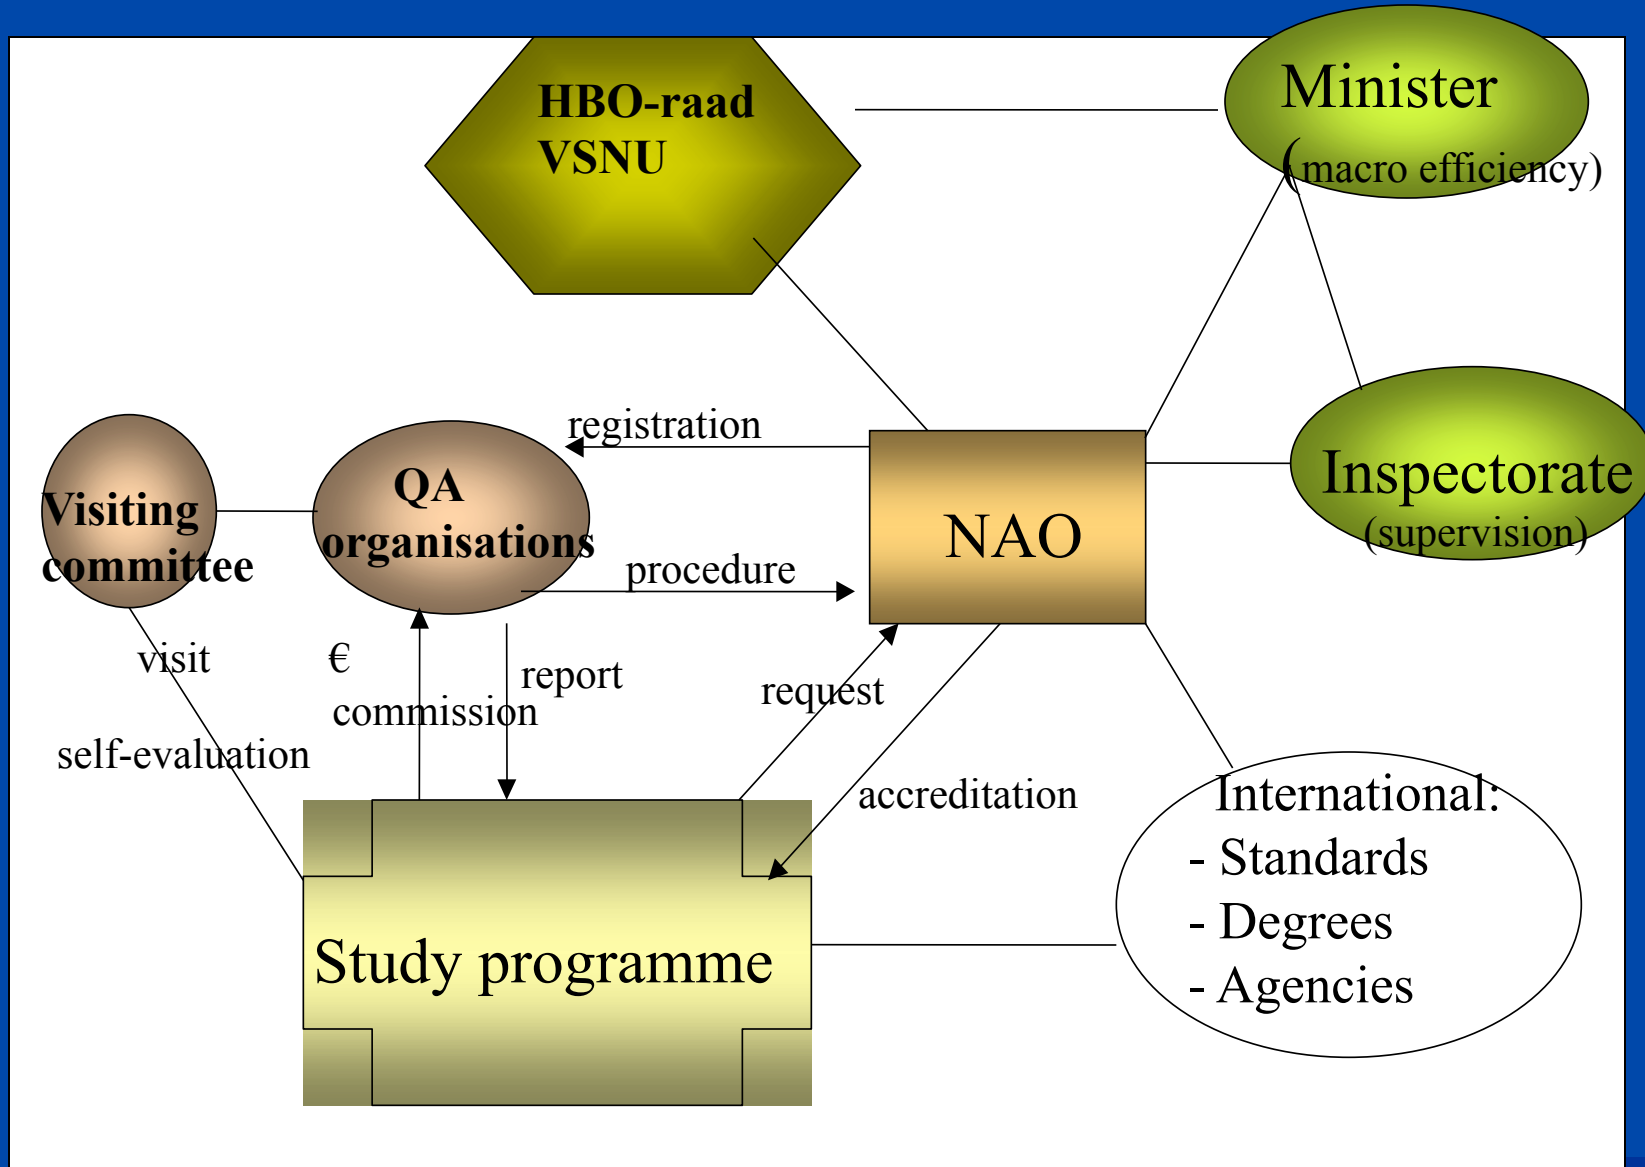 HBO-raad
VSNU
Minister
(macro efficiency)
registration
Visiting
committee
QA
organisations
procedure
NAO
Inspectorate
(supervision)
visit
self-evaluation
€
commission
report
request
accreditation
International:
- Standards
- Degrees
- Agencies
Study programme